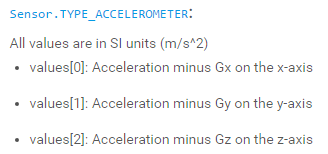 Sensor.TYPE_ACCELEROMETER:
All values are in SI units (m/s^2)
• values[0]: Acceleration minus Gx on the x-axis
• values[1]: Acceleration minus Gy on the y-axis
• values[2]: Acceleration minus Gz on the z-axis